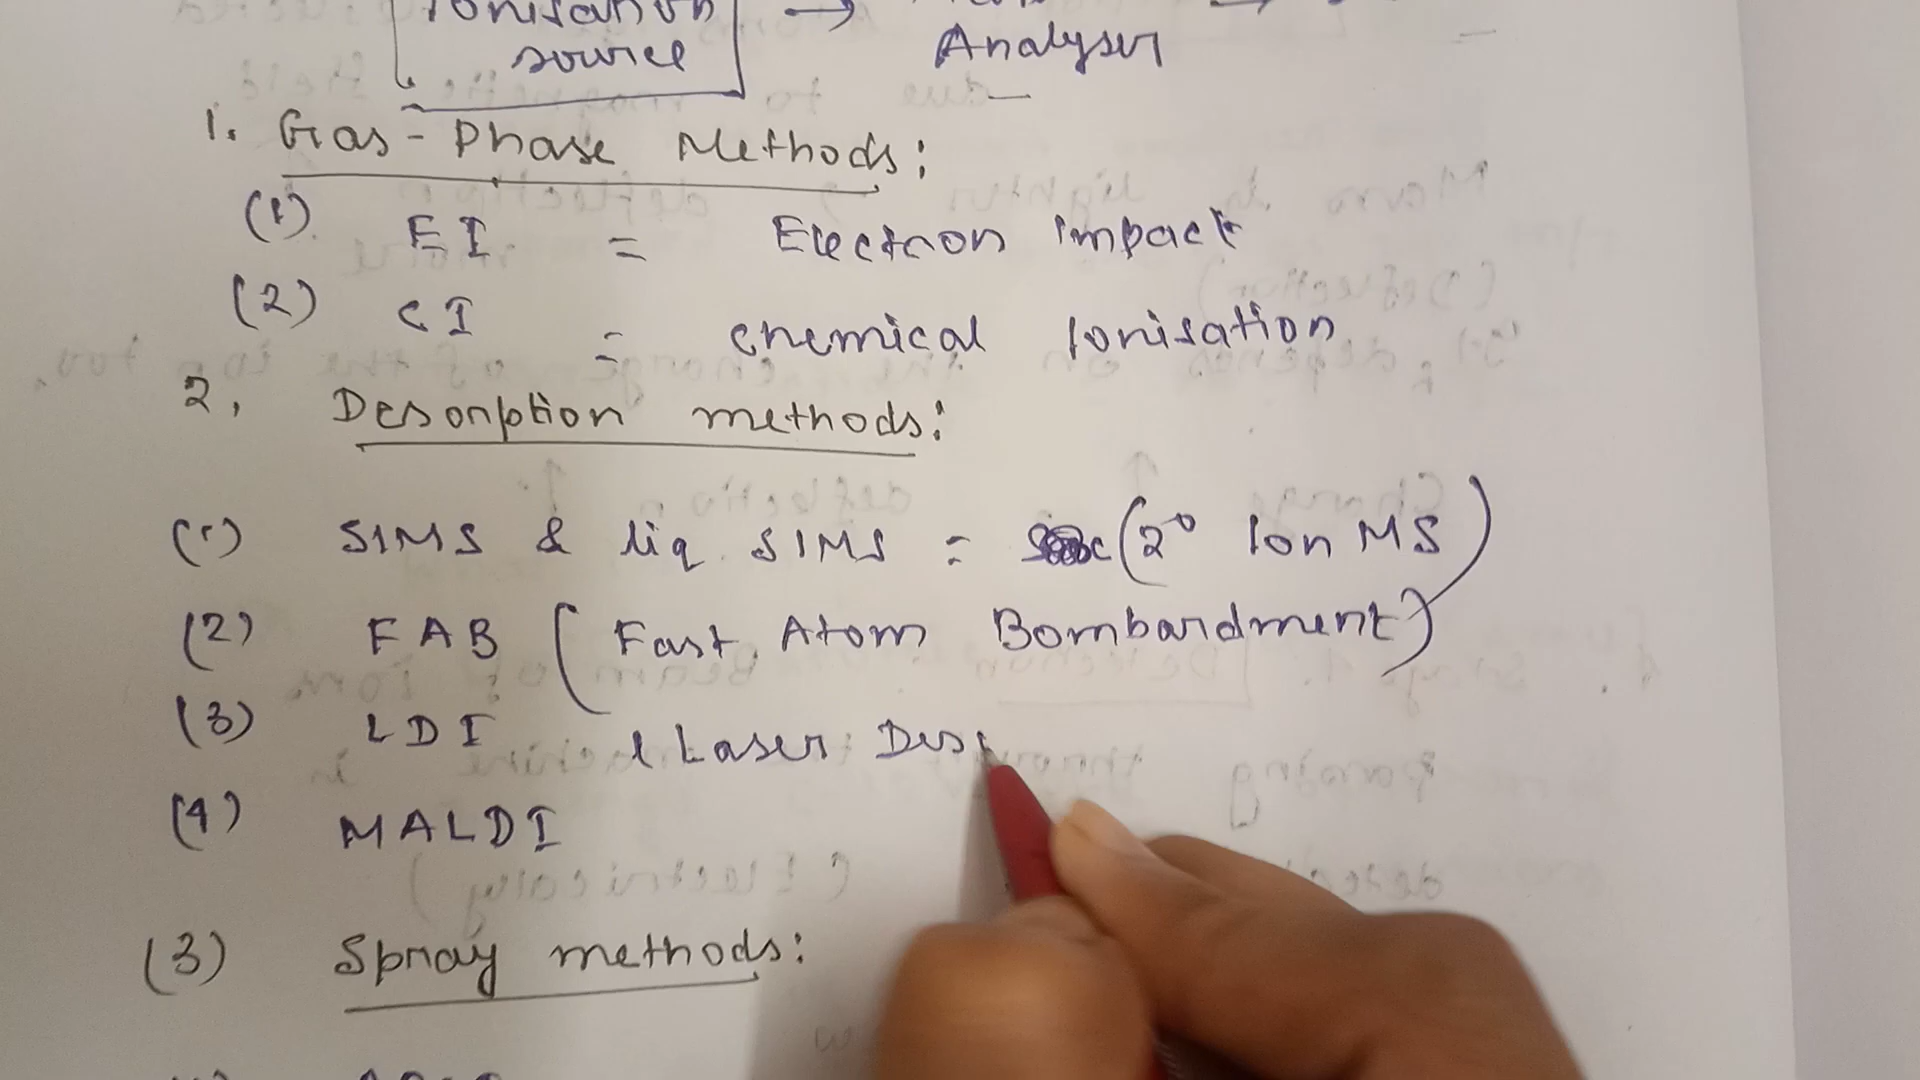 Ionisation →
source Analyser
1. Gas-Phase Methods:
(1) EI = Electron Impact
(2) CI = Chemical Ionisation
2. Desorption methods:
(1) SIMS & liq SIMS = (2° Ion MS)
(2) FAB (Fast Atom Bombardment)
(3) LDI (Laser Des
(4) MALDI
(3) Spray methods: